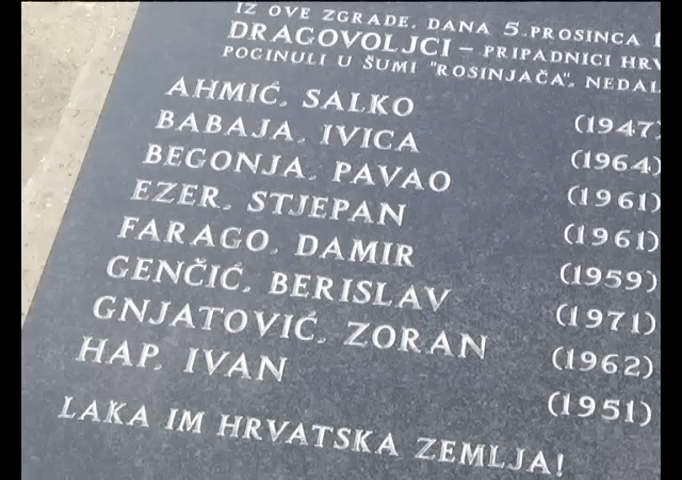 IZ OVE ZGRADE, DANA 5.PROSINCA
DRAGOVOLJCI – PRIPADNICI
POGINULI U ŠUMI "ROSINJAČA",
AHMIĆ, SALKO (1947)
BABAJA, IVICA (1964)
BEGONJA, PAVAO (1961)
EZER, STJEPAN (1961)
FARAGO, DAMIR (1959)
GENČIĆ, BERISLAV (1971)
GNJATOVIĆ, ZORAN (1962)
HAP, IVAN (1951)
LAKA IM HRVATSKA ZEMLJA!